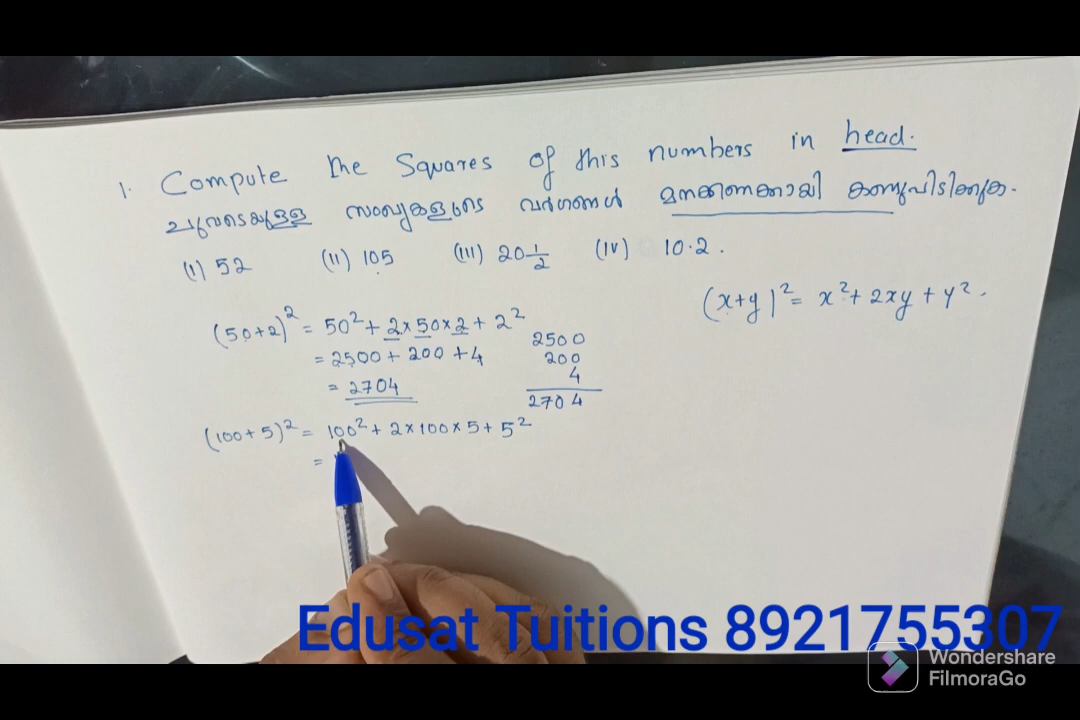 1. Compute the Squares of this numbers in head.
ചുവടെയുള്ള സംഖ്യകളുടെ വർഗങ്ങൾ മനക്കണക്കായി കണ്ടുപിടിക്കുക.
(I) 52 (II) 105 (III) 20 1/2 (IV) 10.2.
(x+y)² = x² + 2xy + y².
(50+2)² = 50² + 2×50×2 + 2²
= 2500 + 200 + 4
= 2704
2500
200
4
2704
(100+5)² = 100² + 2×100×5 + 5²
=
Edusat Tuitions 8921755307
Wondershare
FilmoraGo